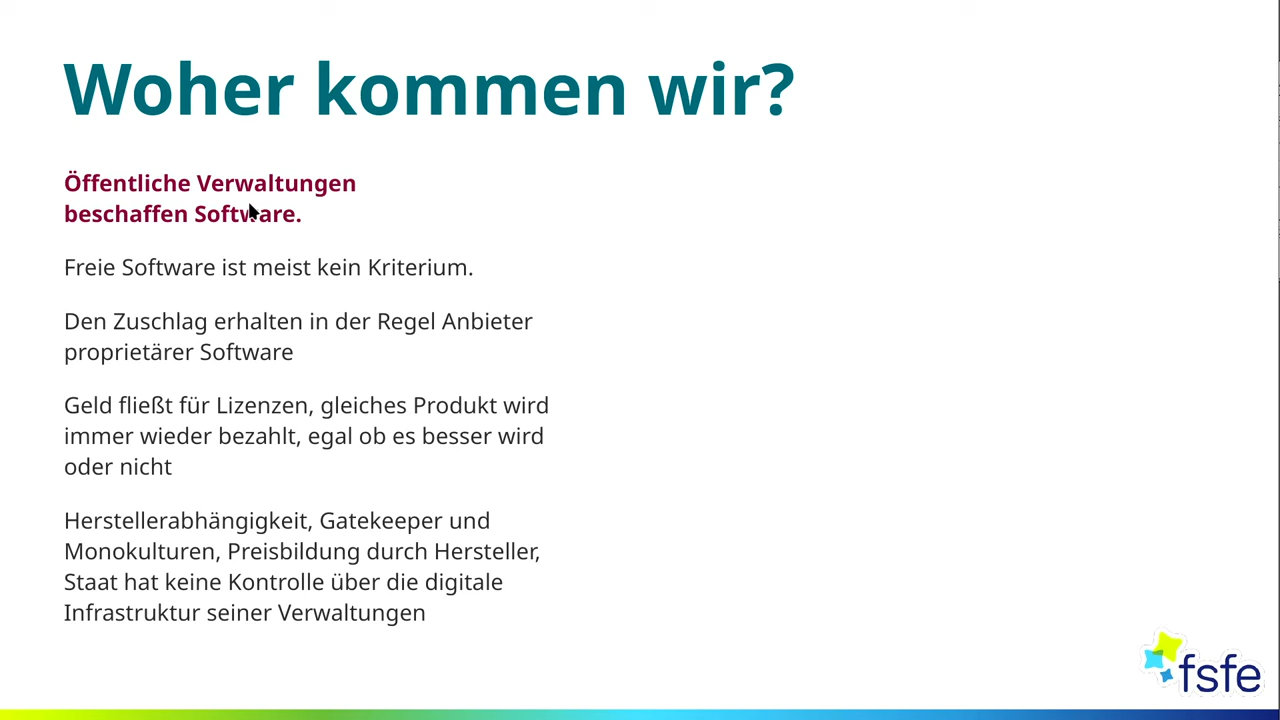 Woher kommen wir?
Öffentliche Verwaltungen
beschaffen Software.
Freie Software ist meist kein Kriterium.
Den Zuschlag erhalten in der Regel Anbieter
proprietärer Software
Geld fließt für Lizenzen, gleiches Produkt wird
immer wieder bezahlt, egal ob es besser wird
oder nicht
Herstellerabhängigkeit, Gatekeeper und
Monokulturen, Preisbildung durch Hersteller,
Staat hat keine Kontrolle über die digitale
Infrastruktur seiner Verwaltungen
fsfe